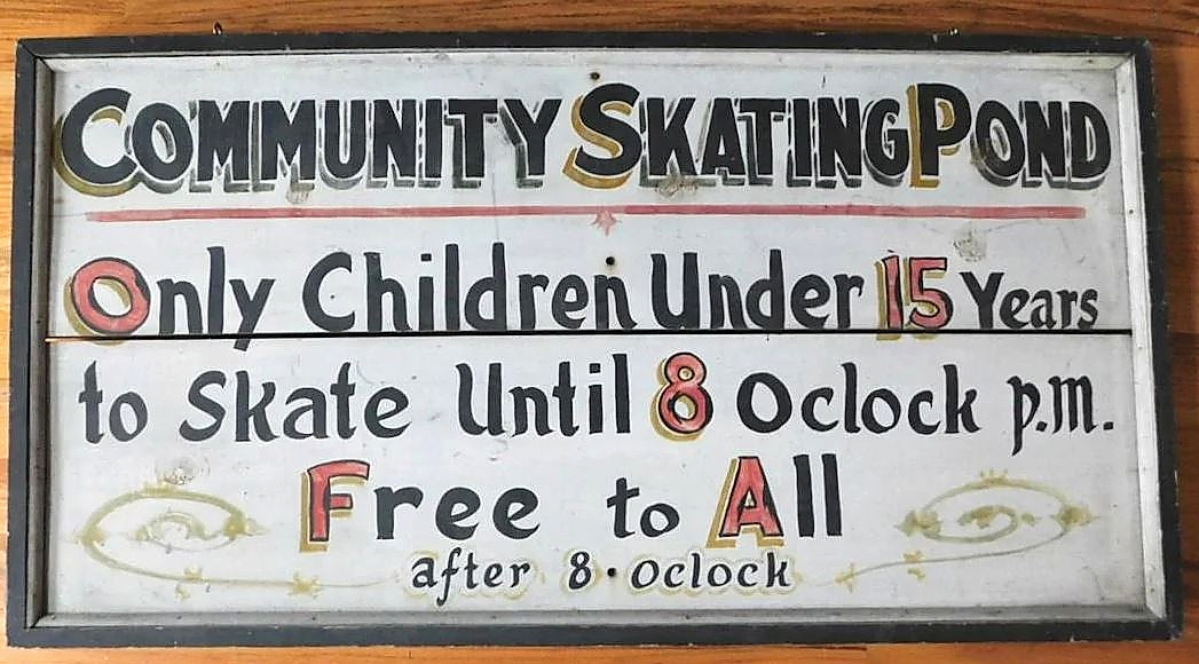 COMMUNITY SKATING POND
Only Children Under 15 Years
to Skate Until 8 Oclock p.m.
Free to All
after 8 · oclock